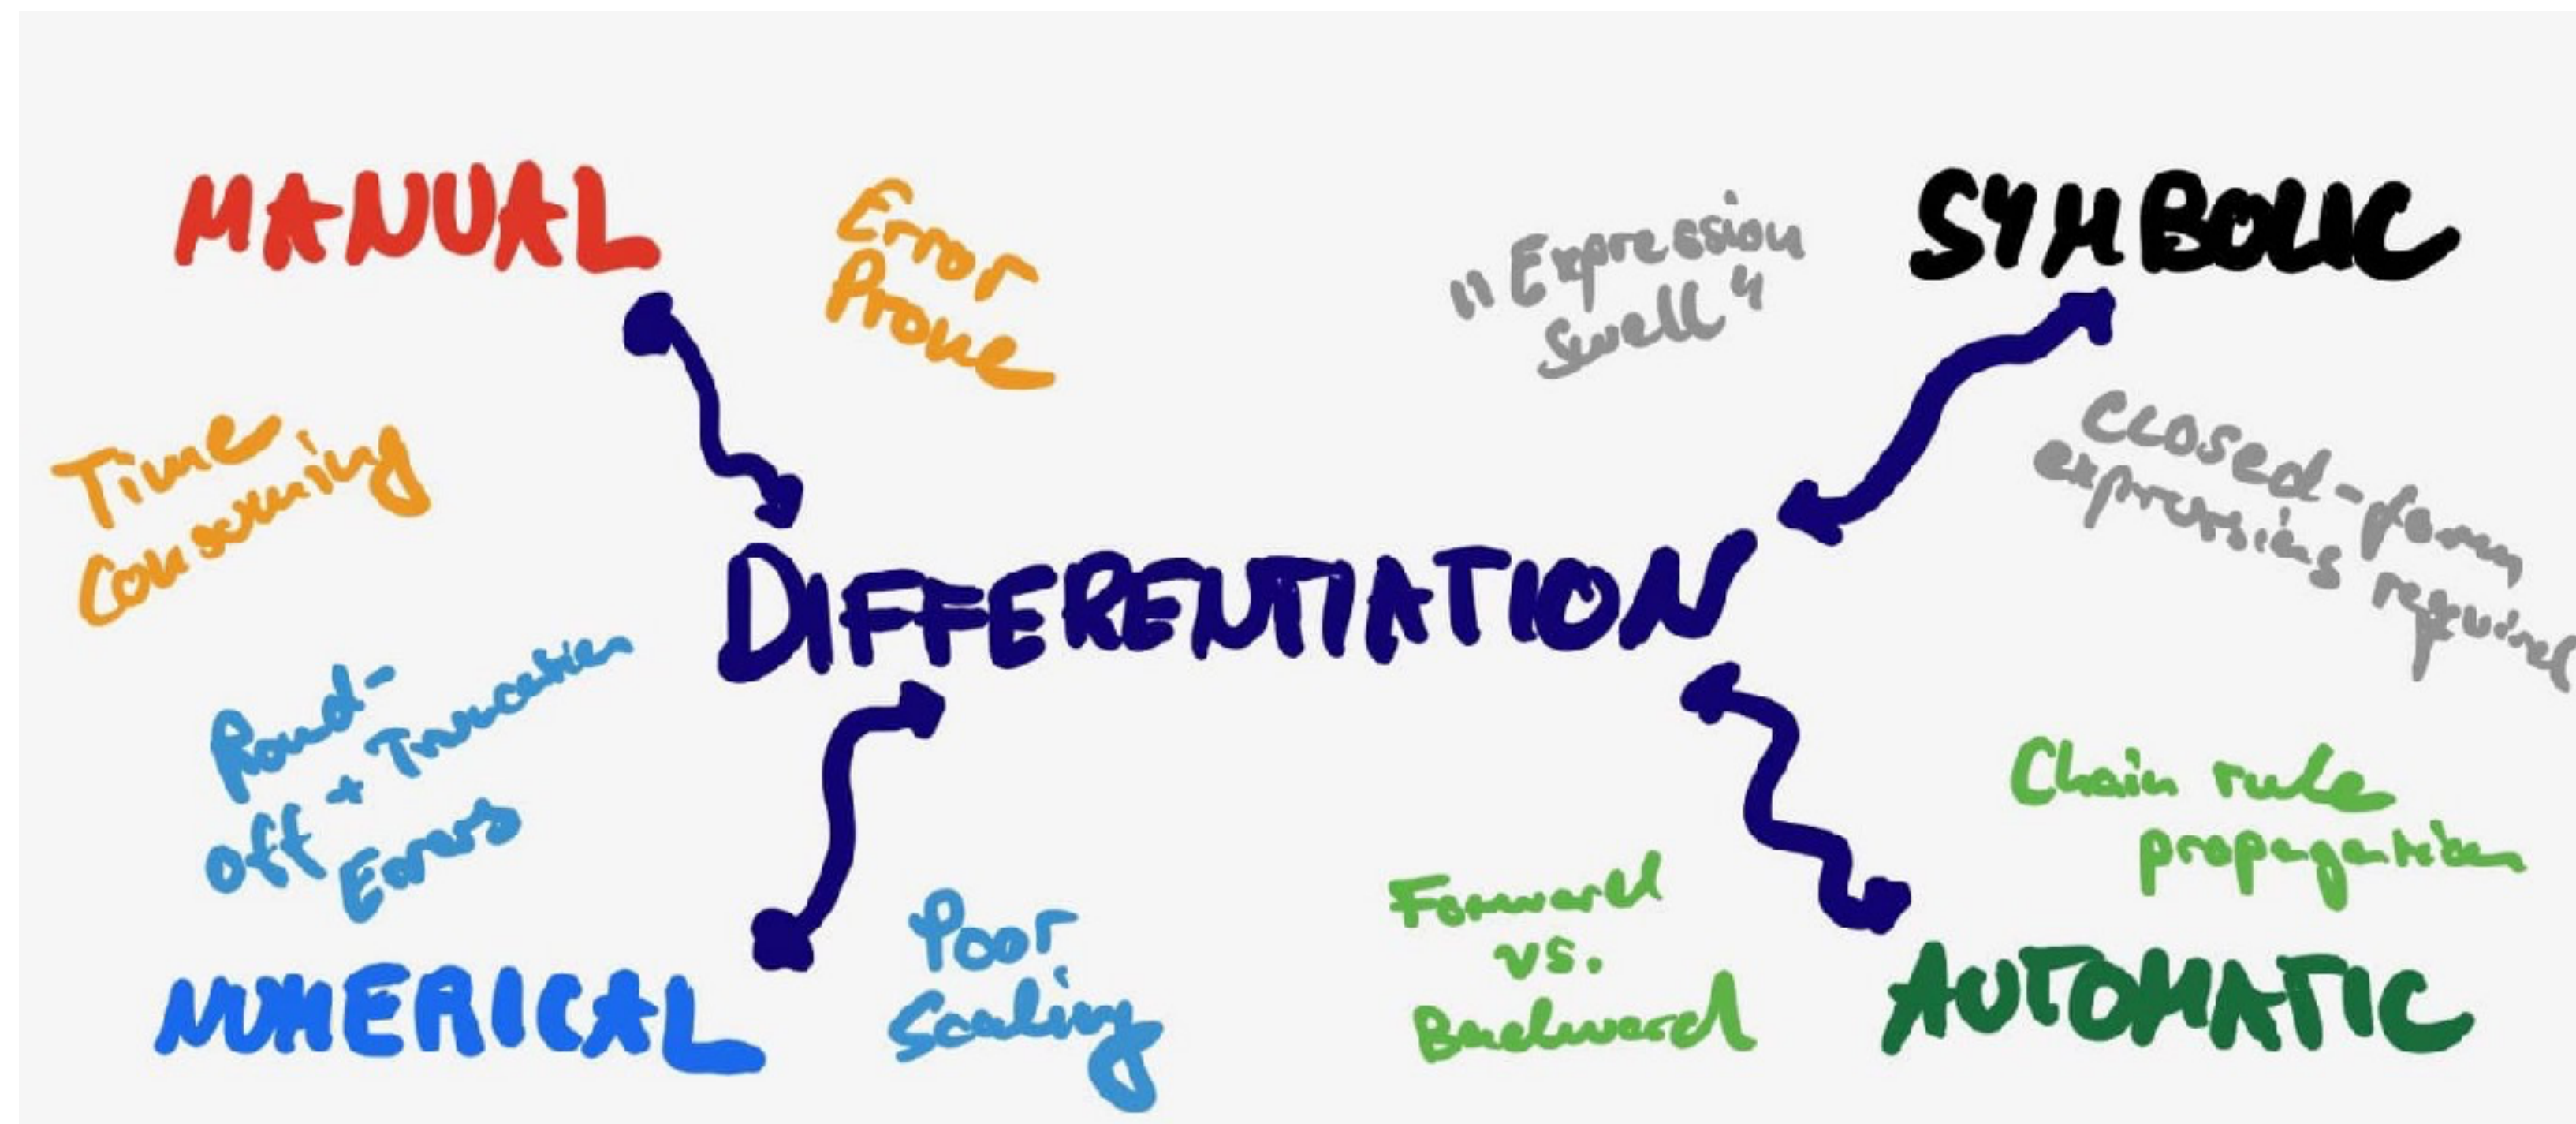 MANUAL
Error
Prone
"Expression
Swell"
SYMBOLIC
Time
Consuming
Closed-form
expressions required
DIFFERENTIATION
Round-
off + Truncation
Errors
Chain rule
propagation
Forward
vs.
Backward
Poor
Scaling
NUMERICAL
AUTOMATIC